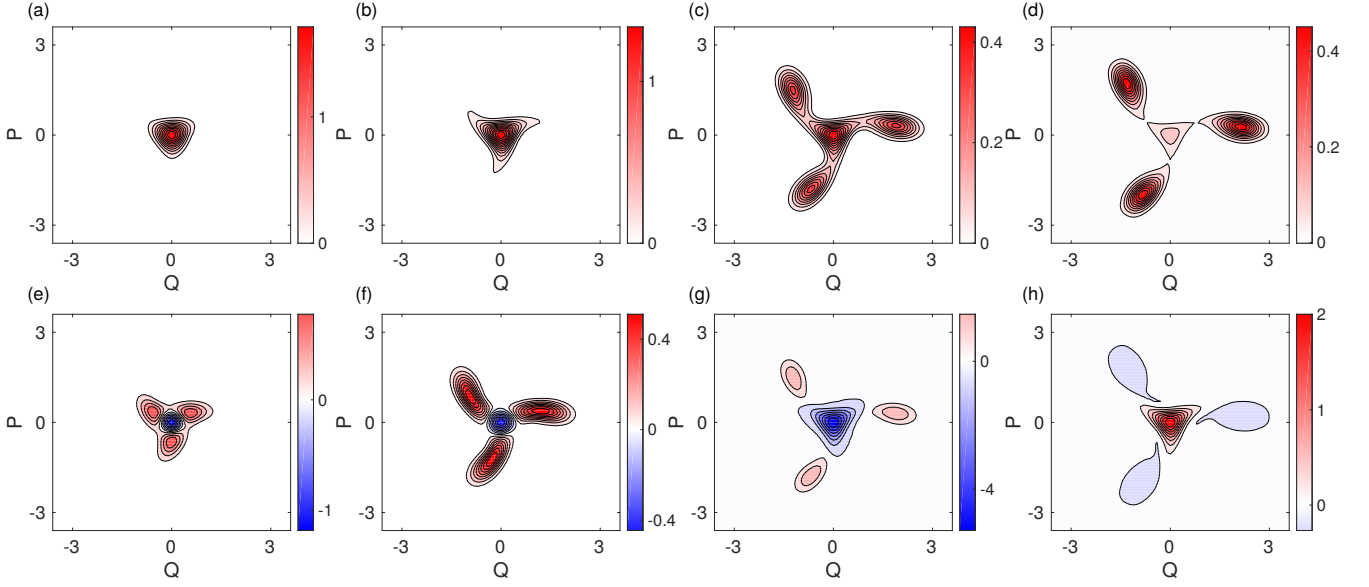 (a) (b) (c) (d)
3 3 0.4 3 3 0.4
1
P 0 1 P 0 P 0 0.2 P 0 0.2
-3 0 -3 0 -3 0 -3 0
-3 0 3 -3 0 3 -3 0 3 -3 0 3
Q Q Q Q
(e) (f) (g) (h)
2
3 3 0.4 3 0 3
P 0 0 P 0 0 P 0 P 0 1
-3 -1 -3 -0.4 -3 -4 -3 0
-3 0 3 -3 0 3 -3 0 3 -3 0 3
Q Q Q Q